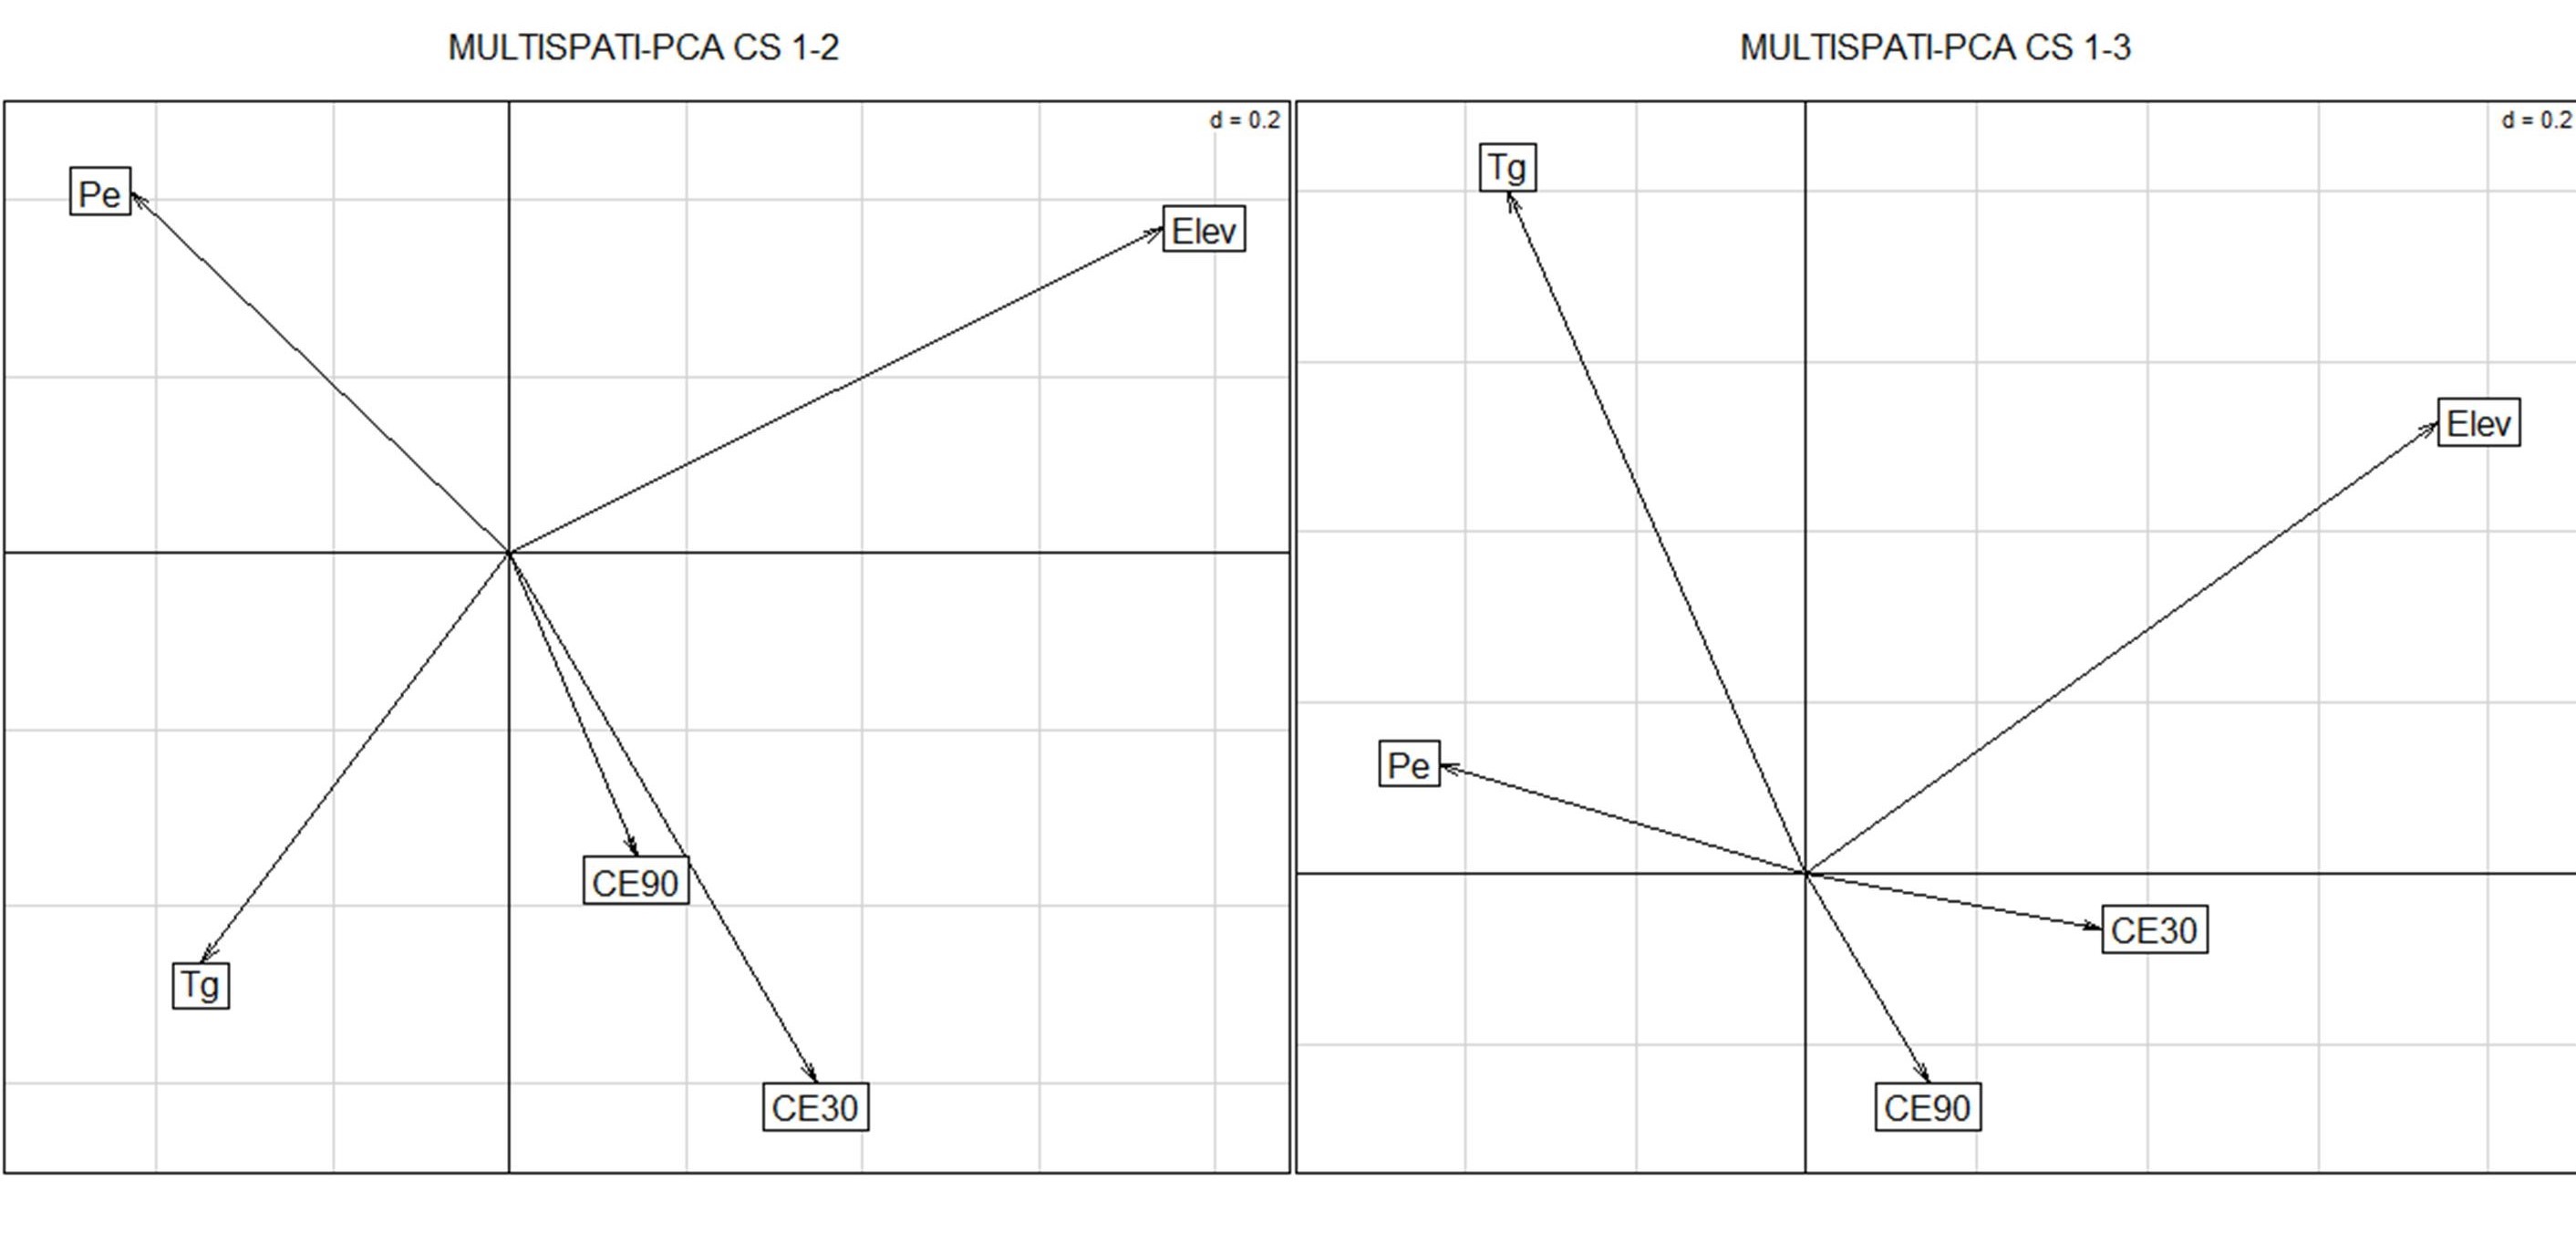 MULTISPATI-PCA CS 1-2
d = 0.2
Pe
Elev
CE90
Tg
CE30
MULTISPATI-PCA CS 1-3
d = 0.2
Tg
Elev
Pe
CE30
CE90